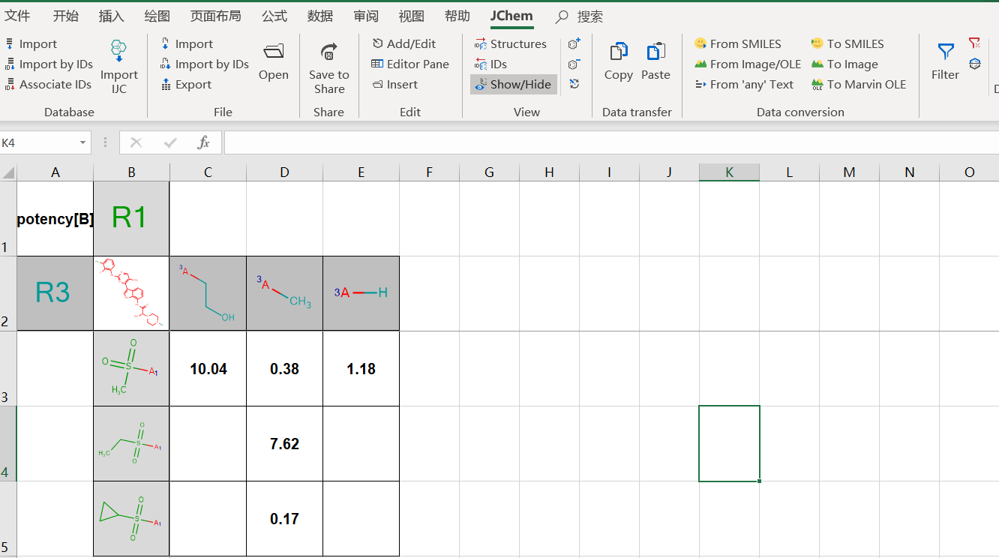 文件 开始 插入 绘图 页面布局 公式 数据 审阅 视图 帮助 JChem 搜索
Import Import Add/Edit Structures From SMILES To SMILES
Import by IDs Import by IDs Editor Pane IDs From Image/OLE To Image
Import IJC Open Save to Share Copy Paste Filter
Associate IDs Export Insert Show/Hide From 'any' Text To Marvin OLE
Database File Share Edit View Data transfer Data conversion
K4 fx
A B C D E F G H I J K L M N O
1 potency[B] R1
2 R3 ³A OH ³A CH₃ ³A H
3 O O S A1 H₃C 10.04 0.38 1.18
4 O S A1 H₃C O 7.62
5 O S A1 O 0.17